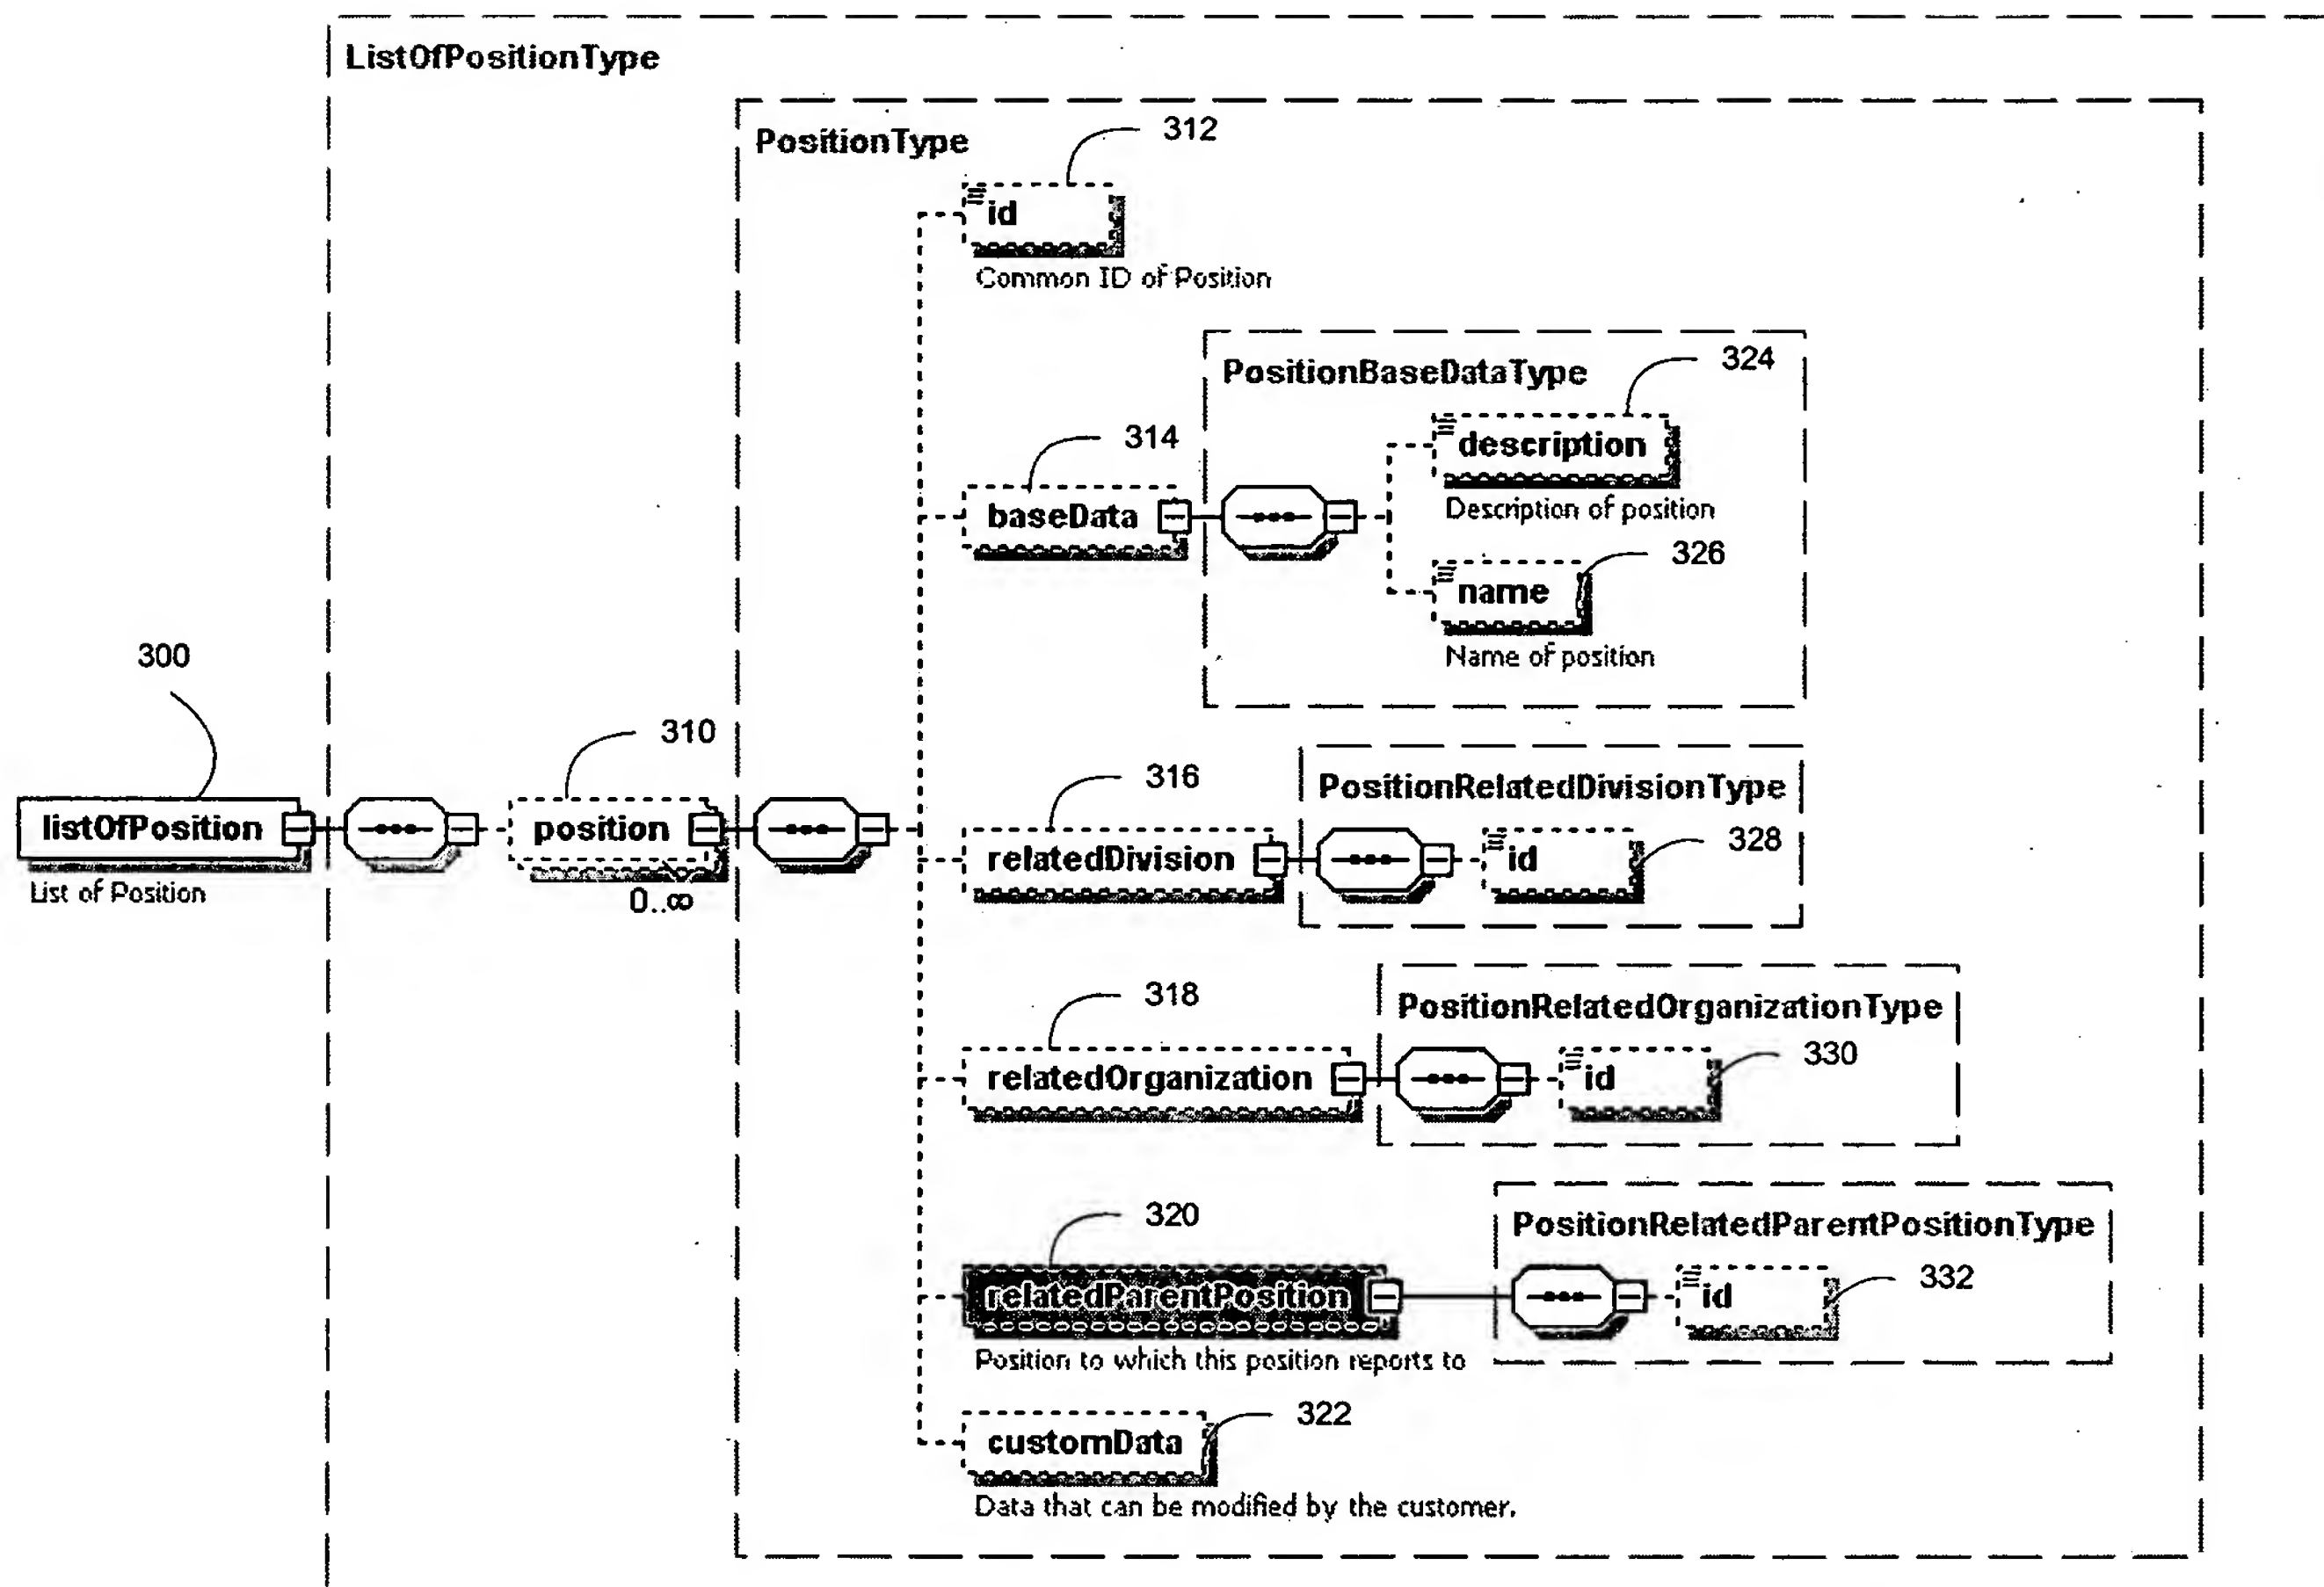 ListOfPositionType
PositionType
312
id
Common ID of Position
PositionBaseDataType
324
description
Description of position
314
baseData
326
name
Name of position
300
listOfPosition
List of Position
310
position
0..∞
316
relatedDivision
PositionRelatedDivisionType
id
328
318
relatedOrganization
PositionRelatedOrganizationType
id
330
320
relatedParentPosition
Position to which this position reports to
PositionRelatedParentPositionType
id
332
322
customData
Data that can be modified by the customer.